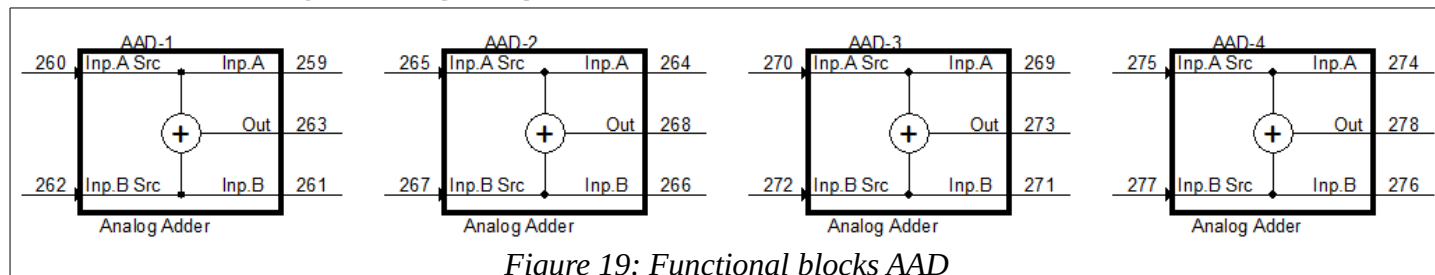 AAD-1 AAD-2 AAD-3 AAD-4
260 Inp.A Src Inp.A 259 265 Inp.A Src Inp.A 264 270 Inp.A Src Inp.A 269 275 Inp.A Src Inp.A 274
+ Out 263 + Out 268 + Out 273 + Out 278
262 Inp.B Src Inp.B 261 267 Inp.B Src Inp.B 266 272 Inp.B Src Inp.B 271 277 Inp.B Src Inp.B 276
Analog Adder Analog Adder Analog Adder Analog Adder
Figure 19: Functional blocks AAD